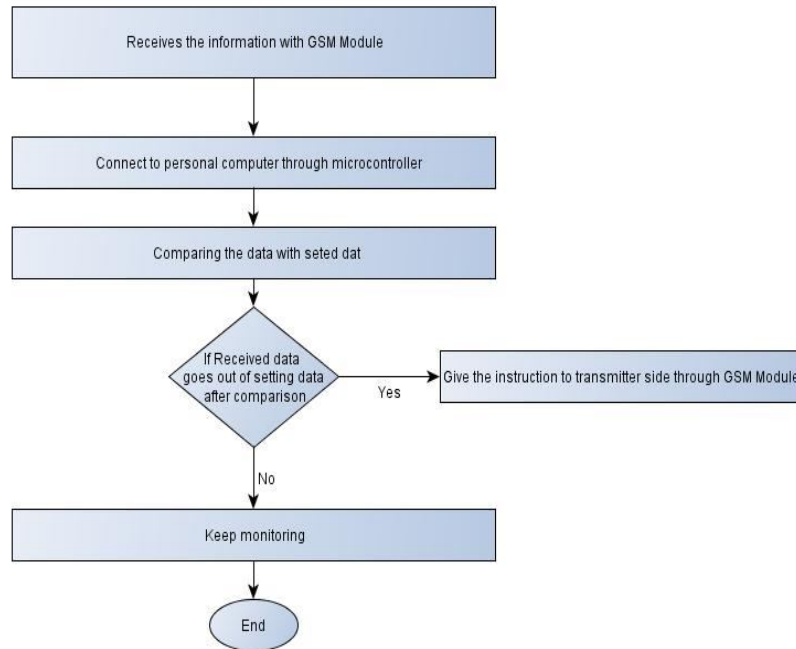 Receives the information with GSM Module
Connect to personal computer through microcontroller
Comparing the data with seted dat
If Received data
goes out of setting data
after comparison
Yes
Give the instruction to transmitter side through GSM Module
No
Keep monitoring
End